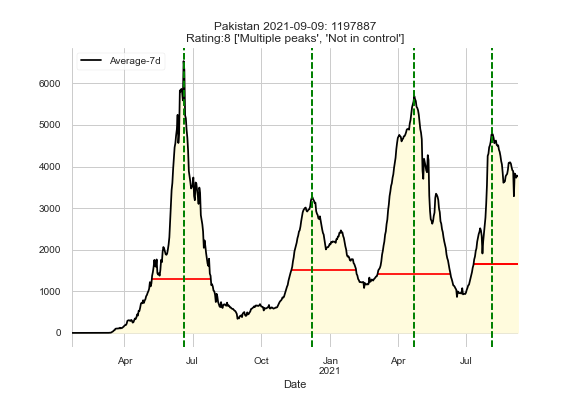 Pakistan 2021-09-09: 1197887
Rating:8 ['Multiple peaks', 'Not in control']
Average-7d
6000
5000
4000
3000
2000
1000
0
Apr Jul Oct Jan Apr Jul
2021
Date